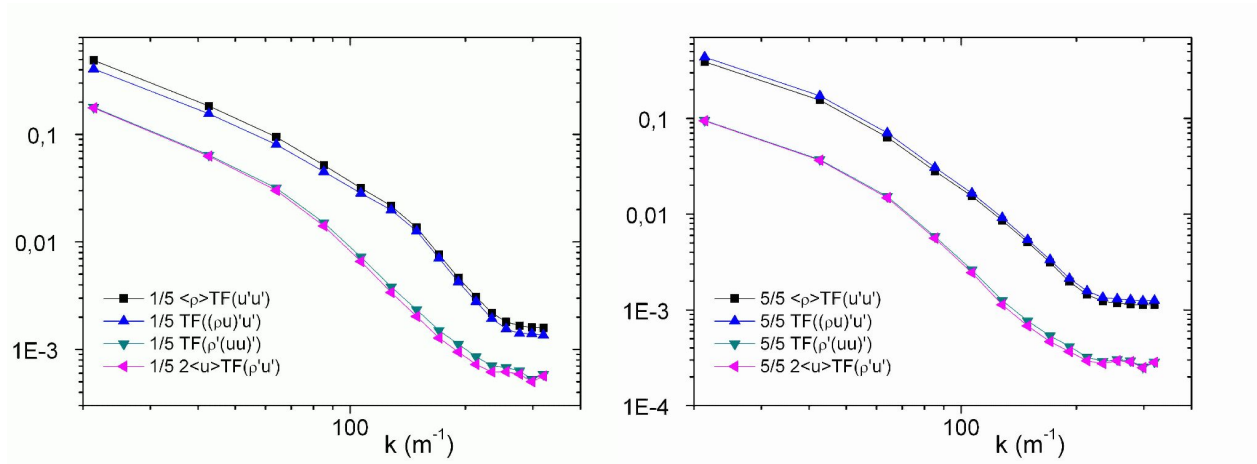 0,1
0,01
1E-3
1/5 <ρ>TF(u'u')
1/5 TF((ρu)'u')
1/5 TF(ρ'(uu)')
1/5 2<u>TF(ρ'u')
100
k (m⁻¹)
0,1
0,01
1E-3
1E-4
5/5 <ρ>TF(u'u')
5/5 TF((ρu)'u')
5/5 TF(ρ'(uu)')
5/5 2<u>TF(ρ'u')
100
k (m⁻¹)